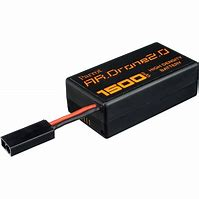 Parrot
AR.Drone2.0
1500
HIGH DENSITY
BATTERY